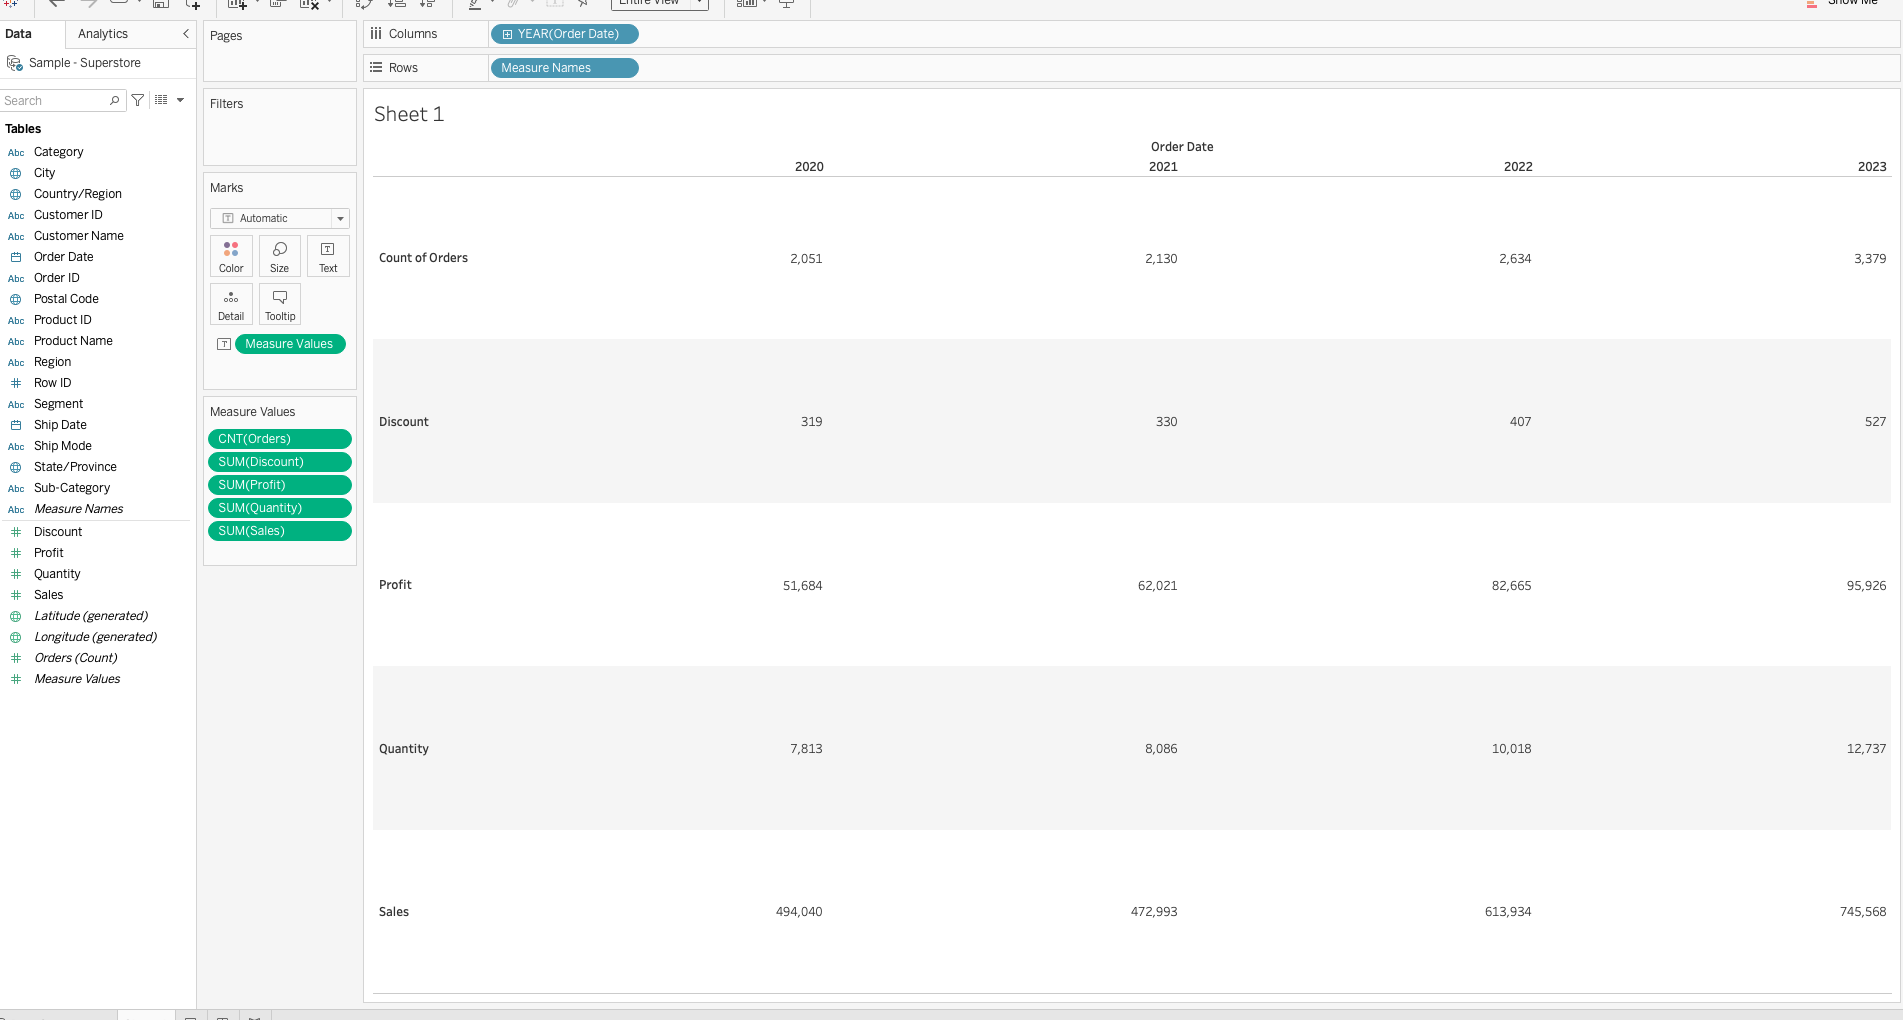 Entire View
Show Me
Data
Analytics
Pages
Columns
YEAR(Order Date)
Sample - Superstore
Rows
Measure Names
Search
Filters
Sheet 1
Tables
Order Date
2020
2021
2022
2023
Abc Category
City
Country/Region
Abc Customer ID
Abc Customer Name
Order Date
Abc Order ID
Postal Code
Abc Product ID
Abc Product Name
Abc Region
Row ID
Abc Segment
Ship Date
Abc Ship Mode
State/Province
Abc Sub-Category
Abc Measure Names
Discount
Profit
Quantity
Sales
Latitude (generated)
Longitude (generated)
Orders (Count)
Measure Values
Marks
T Automatic
Color
Size
T Text
Detail
Tooltip
T Measure Values
Measure Values
CNT(Orders)
SUM(Discount)
SUM(Profit)
SUM(Quantity)
SUM(Sales)
Count of Orders 2,051 2,130 2,634 3,379
Discount 319 330 407 527
Profit 51,684 62,021 82,665 95,926
Quantity 7,813 8,086 10,018 12,737
Sales 494,040 472,993 613,934 745,568